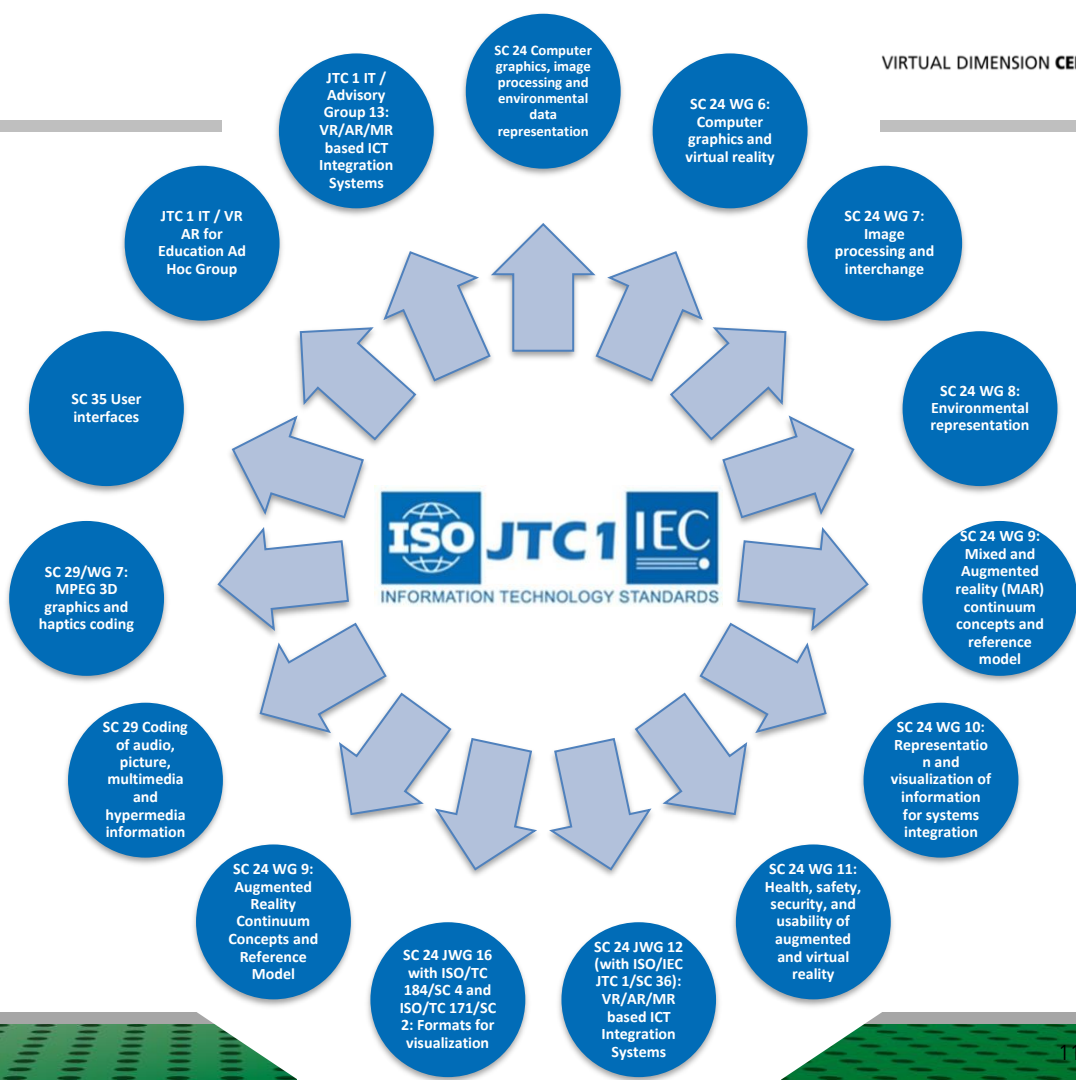 VIRTUAL DIMENSION CE
SC 24 Computer
graphics, image
processing and
environmental
data
representation
SC 24 WG 6:
Computer
graphics and
virtual reality
SC 24 WG 7:
Image
processing and
interchange
SC 24 WG 8:
Environmental
representation
SC 24 WG 9:
Mixed and
Augmented
reality (MAR)
continuum
concepts and
reference
model
SC 24 WG 10:
Representatio
n and
visualization of
information
for systems
integration
SC 24 WG 11:
Health, safety,
security, and
usability of
augmented
and virtual
reality
SC 24 JWG 12
(with ISO/IEC
JTC 1/SC 36):
VR/AR/MR
based ICT
Integration
Systems
SC 24 JWG 16
with ISO/TC
184/SC 4 and
ISO/TC 171/SC
2: Formats for
visualization
SC 24 WG 9:
Augmented
Reality
Continuum
Concepts and
Reference
Model
SC 29 Coding
of audio,
picture,
multimedia
and
hypermedia
information
SC 29/WG 7:
MPEG 3D
graphics and
haptics coding
SC 35 User
interfaces
JTC 1 IT / VR
AR for
Education Ad
Hoc Group
JTC 1 IT /
Advisory
Group 13:
VR/AR/MR
based ICT
Integration
Systems
ISO JTC1 IEC
INFORMATION TECHNOLOGY STANDARDS